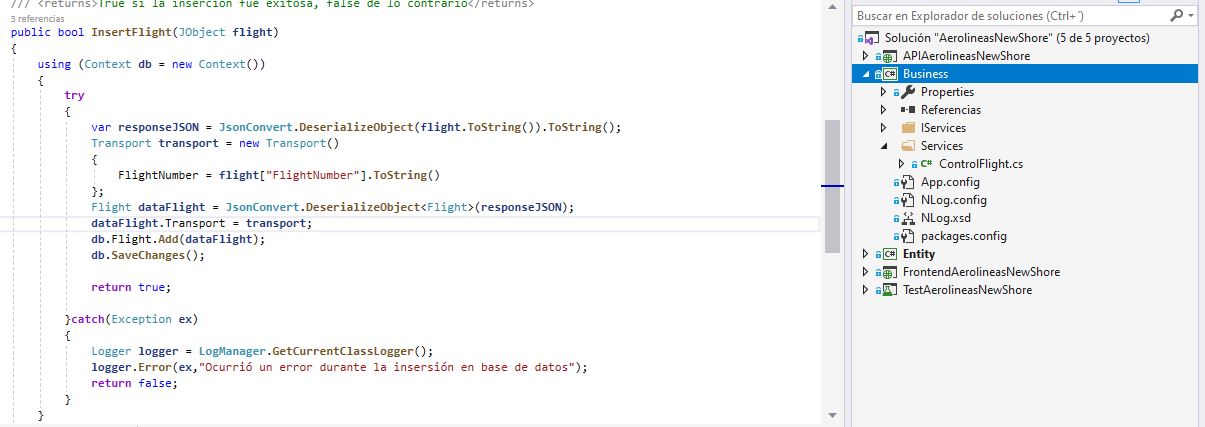 /// <returns>True si la inserción fue exitosa, false de lo contrario</returns>
3 referencias
public bool InsertFlight(JObject flight)
{
using (Context db = new Context())
{
try
{
var responseJSON = JsonConvert.DeserializeObject(flight.ToString()).ToString();
Transport transport = new Transport()
{
FlightNumber = flight["FlightNumber"].ToString()
};
Flight dataFlight = JsonConvert.DeserializeObject<Flight>(responseJSON);
dataFlight.Transport = transport;
db.Flight.Add(dataFlight);
db.SaveChanges();
return true;
}catch(Exception ex)
{
Logger logger = LogManager.GetCurrentClassLogger();
logger.Error(ex,"Ocurrió un error durante la insersión en base de datos");
return false;
}
}
Buscar en Explorador de soluciones (Ctrl+´)
Solución "AerolineasNewShore" (5 de 5 proyectos)
APIAerolineasNewShore
C# Business
Properties
Referencias
IServices
Services
C# ControlFlight.cs
App.config
NLog.config
NLog.xsd
packages.config
C# Entity
FrontendAerolineasNewShore
TestAerolineasNewShore